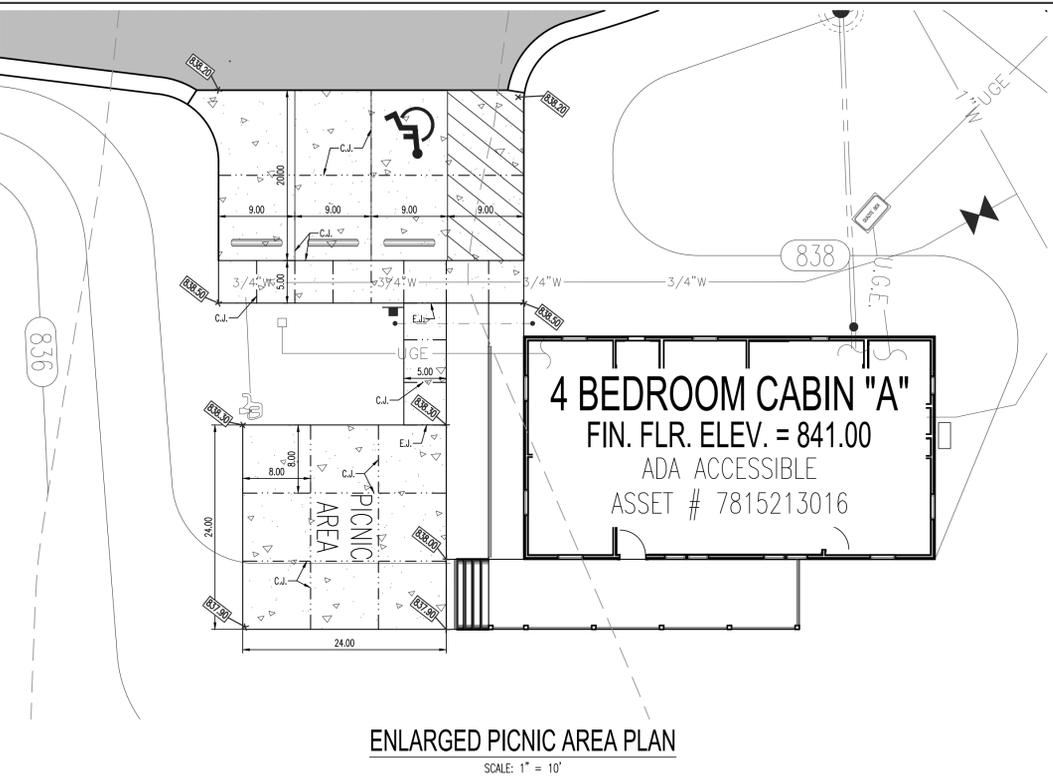 838.20
838.20
UGE
1"W
C.J.
20.00
9.00
9.00
9.00
9.00
C.J.
838
3/4"W
3/4"W
3/4"W
3/4"W
5.00
U.G.E.
838.50
838.50
C.J.
E.J.
836
UGE
5.00
4 BEDROOM CABIN "A"
C.J.
838.30
838.30
FIN. FLR. ELEV. = 841.00
E.J.
ADA ACCESSIBLE
8.00
8.00
C.J.
ASSET # 7815213016
PICNIC
AREA
24.00
838.00
C.J.
837.90
837.90
24.00
ENLARGED PICNIC AREA PLAN
SCALE: 1" = 10'